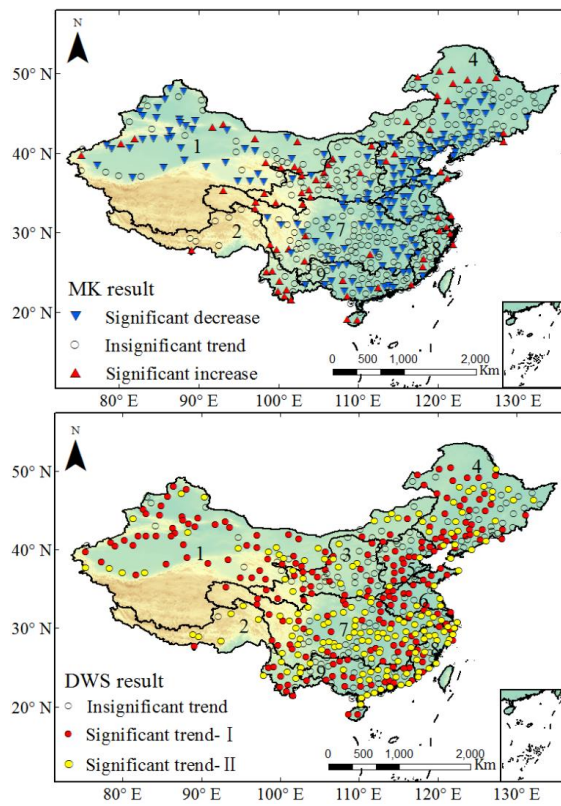 N
50° N
40° N
30° N
20° N
4
1
3
6
2
7
MK result
Significant decrease
Insignificant trend
Significant increase
0 500 1,000 2,000
Km
80° E 90° E 100° E 110° E 120° E 130° E
N
50° N
40° N
30° N
20° N
4
1
3
6
2
7
DWS result
Insignificant trend
Significant trend- I
Significant trend- II
0 500 1,000 2,000
Km
80° E 90° E 100° E 110° E 120° E 130° E